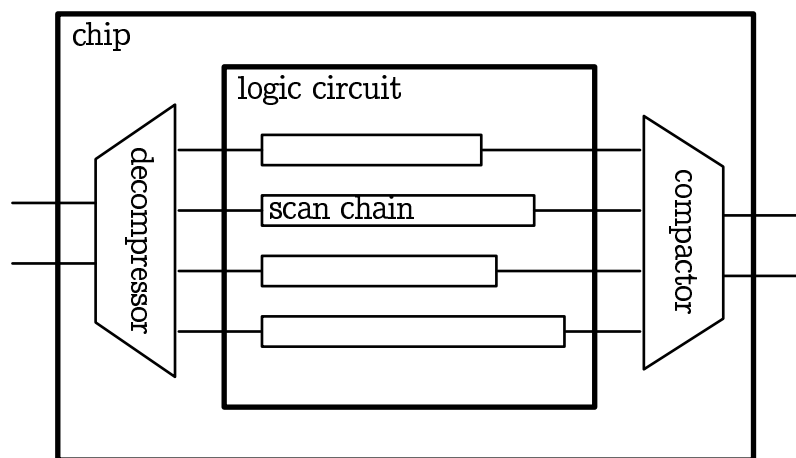 chip
logic circuit
decompressor
scan chain
compactor